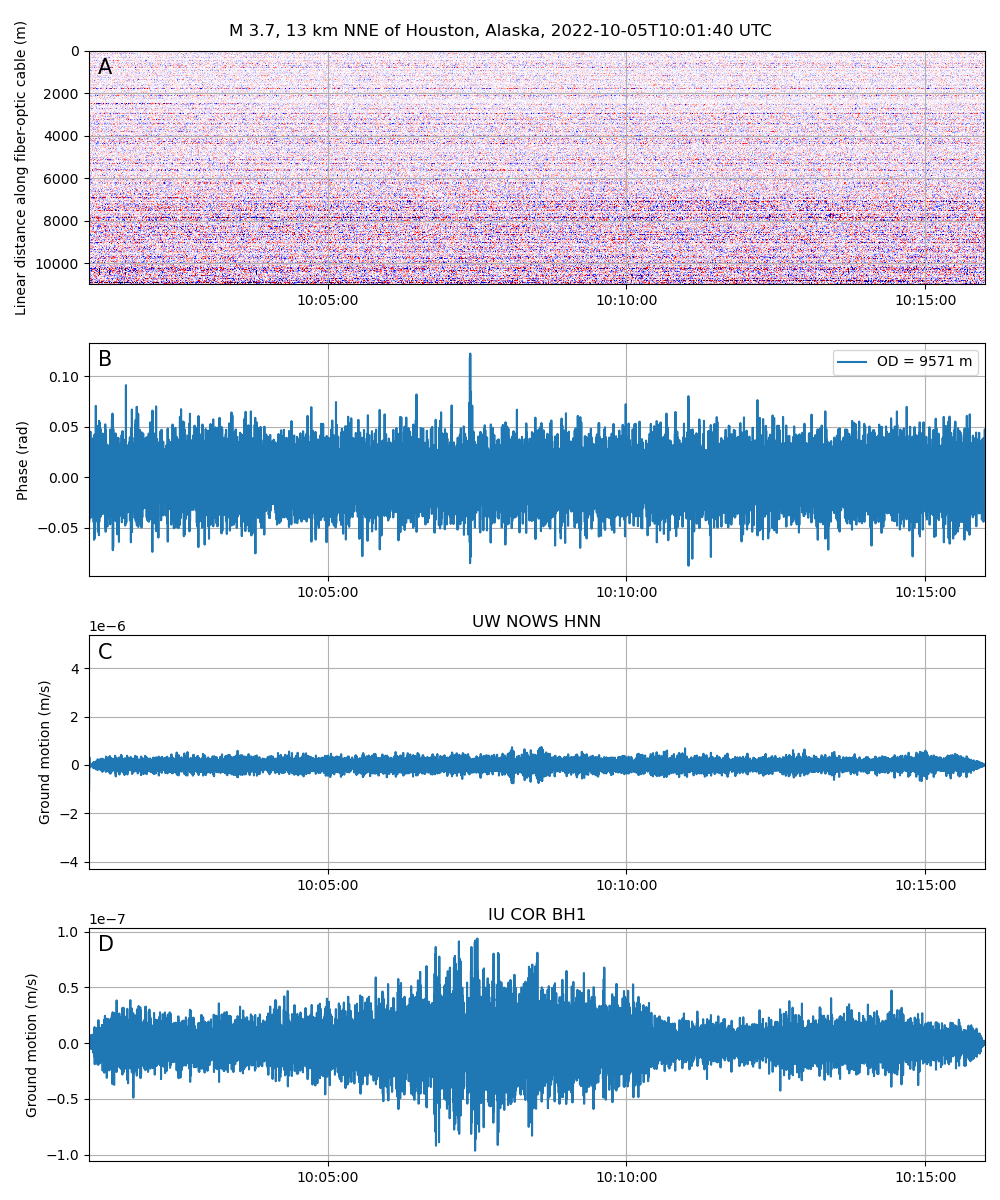 M 3.7, 13 km NNE of Houston, Alaska, 2022-10-05T10:01:40 UTC
A
Linear distance along fiber-optic cable (m)
0
2000
4000
6000
8000
10000
10:05:00
10:10:00
10:15:00
B
OD = 9571 m
Phase (rad)
0.10
0.05
0.00
−0.05
10:05:00
10:10:00
10:15:00
UW NOWS HNN
1e−6
C
Ground motion (m/s)
4
2
0
−2
−4
10:05:00
10:10:00
10:15:00
IU COR BH1
1e−7
D
Ground motion (m/s)
1.0
0.5
0.0
−0.5
−1.0
10:05:00
10:10:00
10:15:00